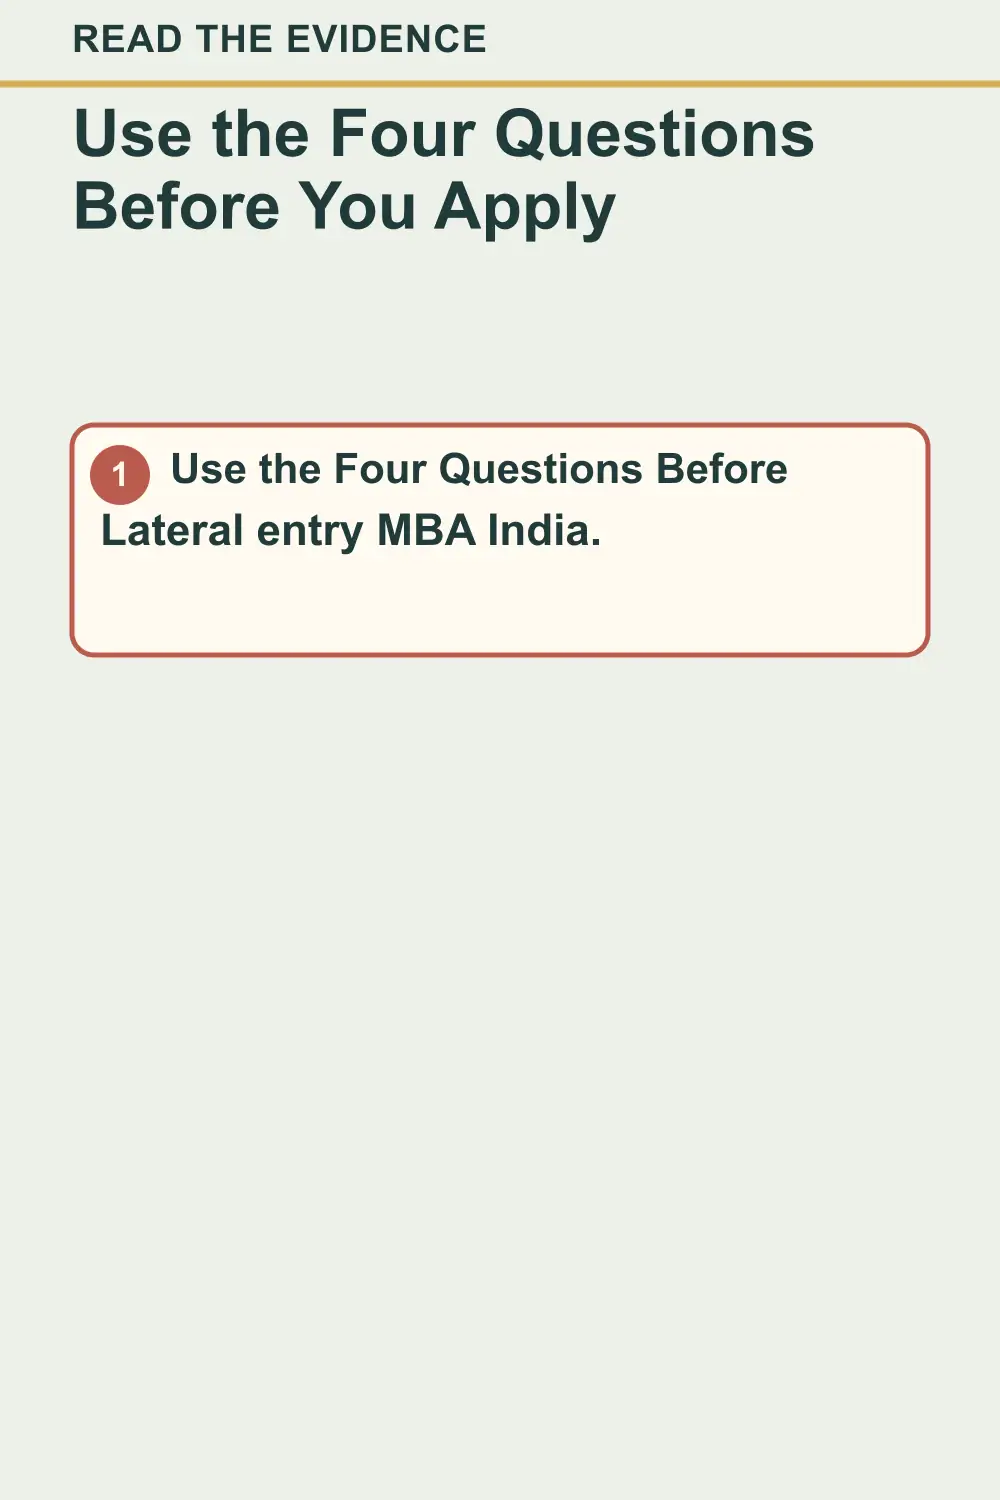 READ THE EVIDENCE
Use the Four Questions
Before You Apply
1 Use the Four Questions Before
Lateral entry MBA India.